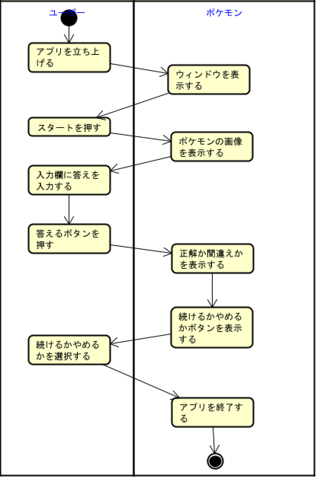 ユーザー
ポケモン
アプリを立ち上
げる
ウィンドウを表
示する
スタートを押す
ポケモンの画像
を表示する
入力欄に答えを
入力する
答えるボタンを
押す
正解か間違えか
を表示する
続けるかやめる
かボタンを表示
する
続けるかやめる
かを選択する
アプリを終了す
る